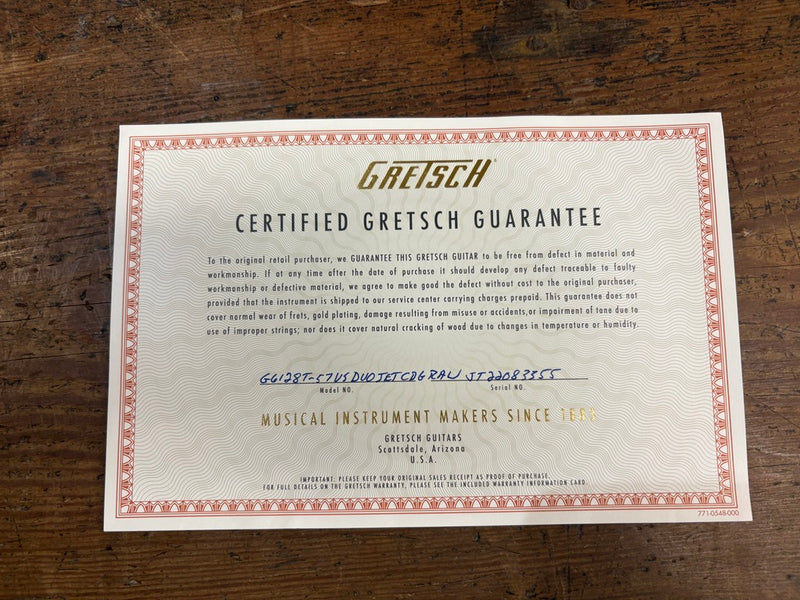 GRETSCH
CERTIFIED GRETSCH GUARANTEE
To the original retail purchaser, we GUARANTEE THIS GRETSCH GUITAR to be free from defect in material and
workmanship. If at any time after the date of purchase it should develop any defect traceable to faulty
workmanship or defective material, we agree to make good the defect without cost to the original purchaser,
provided that the instrument is shipped to our service center carrying charges prepaid. This guarantee does not
cover normal wear of frets, gold plating, damage resulting from misuse or accidents,or impairment of tone due to
use of improper strings; nor does it cover natural cracking of wood due to changes in temperature or humidity.
G6128T-57VS DUO JET CDG RAW JT22083355
Model NO. Serial NO.
MUSICAL INSTRUMENT MAKERS SINCE 1883
GRETSCH GUITARS
Scottsdale, Arizona
U.S.A.
IMPORTANT: PLEASE KEEP YOUR ORIGINAL SALES RECEIPT AS PROOF OF PURCHASE.
FOR FULL DETAILS ON THE GRETSCH WARRANTY, PLEASE SEE THE INCLUDED WARRANTY INFORMATION CARD.
771-0548-000